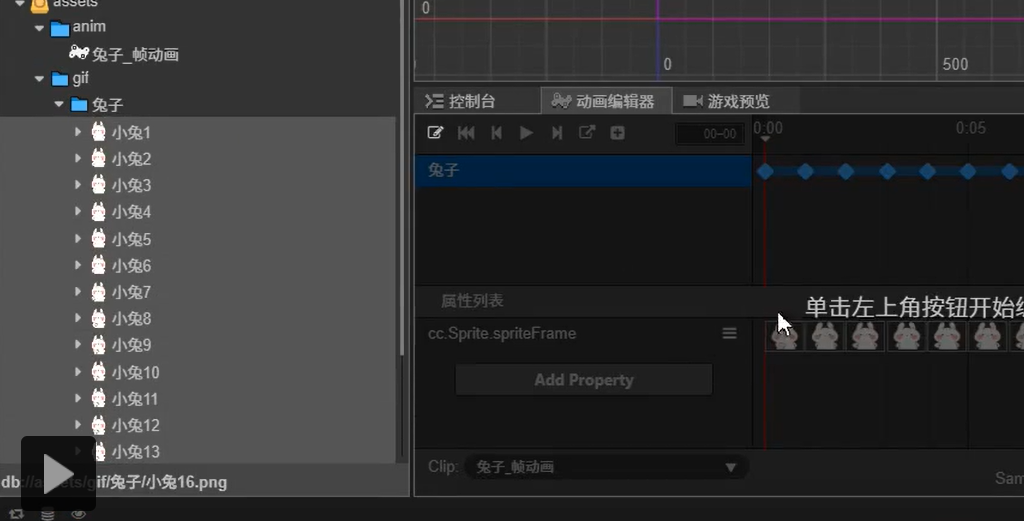 assets
anim
兔子_帧动画
gif
兔子
小兔1
小兔2
小兔3
小兔4
小兔5
小兔6
小兔7
小兔8
小兔9
小兔10
小兔11
小兔12
小兔13
gif/兔子/小兔16.png
0
0
500
控制台
动画编辑器
游戏预览
00-00
0:00
0:05
兔子
属性列表
单击左上角按钮开始
cc.Sprite.spriteFrame
Add Property
Clip:
兔子_帧动画